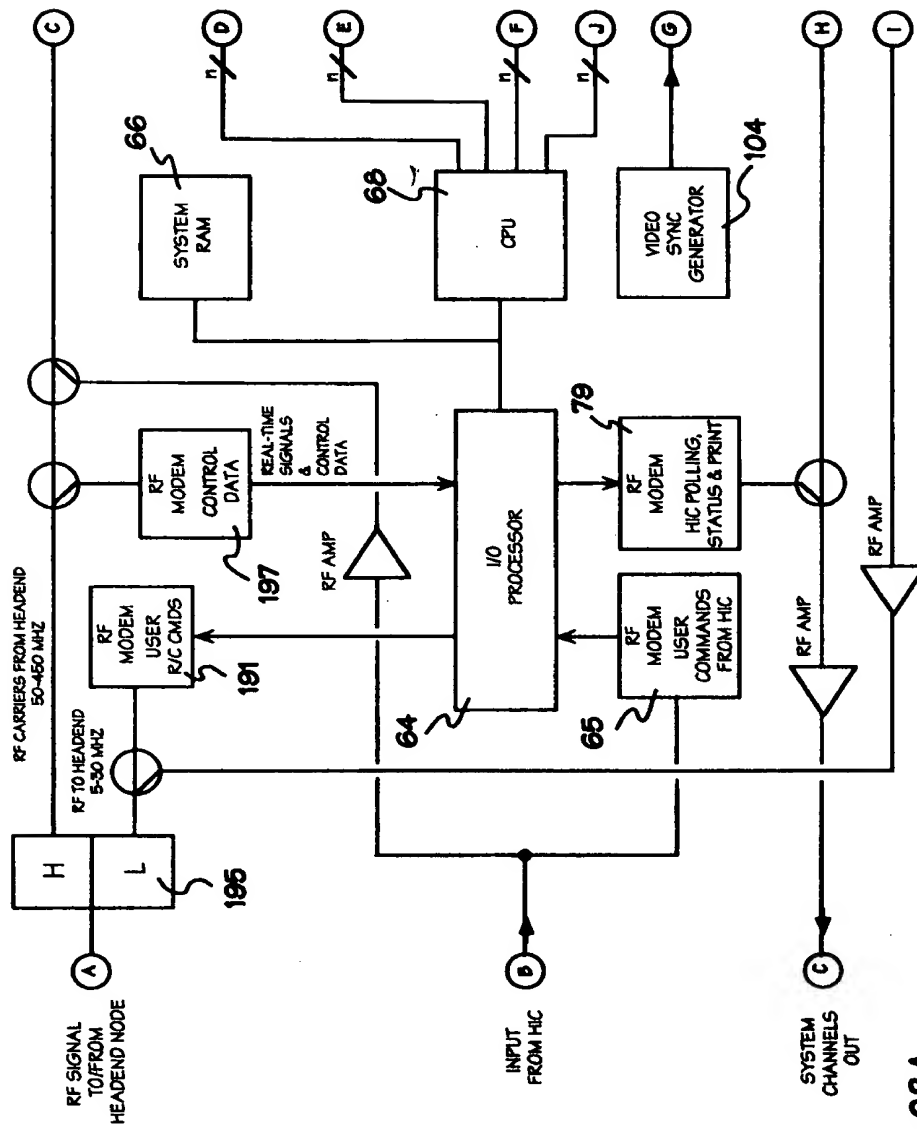 RF SIGNAL
TO/FROM
HEADEND NODE
A
H
L
195
RF CARRIERS FROM HEADEND
50-450 MHZ
C
RF TO HEADEND
5-30 MHZ
RF
MODEM
USER
R/C CMDS
191
RF
MODEM
CONTROL
DATA
197
REAL-TIME
SIGNALS
&
CONTROL
DATA
RF AMP
SYSTEM
RAM
66
CPU
68
n
D
n
E
n
F
n
J
I/O
PROCESSOR
64
INPUT
FROM HIC
B
RF
MODEM
USER
COMMANDS
FROM HIC
65
RF
MODEM
HIC POLLING,
STATUS & PRINT
79
VIDEO
SYNC
GENERATOR
104
G
SYSTEM
CHANNELS
OUT
C
RF AMP
H
RF AMP
I